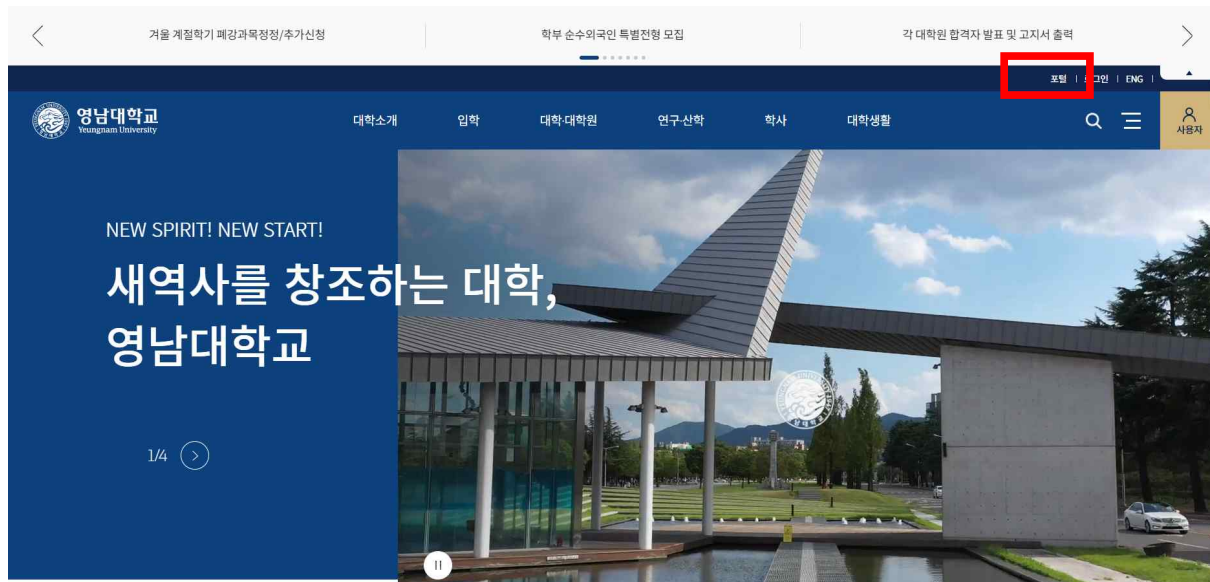 겨울 계절학기 폐강과목정정/추가신청
학부 순수외국인 특별전형 모집
각 대학원 합격자 발표 및 고지서 출력
포털 | 로그인 | ENG |
영남대학교
Yeungnam University
대학소개 입학 대학·대학원 연구·산학 학사 대학생활
사용자
NEW SPIRIT! NEW START!
새역사를 창조하는 대학,
영남대학교
1/4